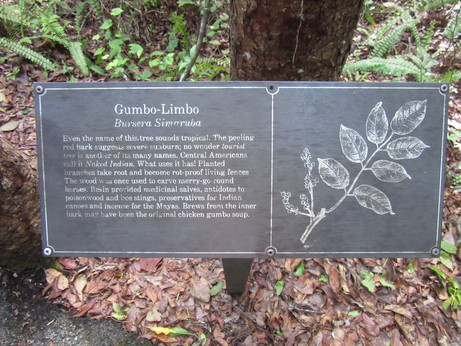 Gumbo-Limbo
Bursera Simaruba
Even the name of this tree sounds tropical. The peeling
red bark suggests severe sunburn; no wonder tourist
tree is another of its many names. Central Americans
call it Naked Indian. What uses it has! Planted
branches take root and become rot-proof living fences
The wood was once used to carve merry-go-round
horses. Resin provided medicinal salves, antidotes to
poisonwood and bee stings, preservatives for Indian
canoes and incense for the Mayas. Brews from the inner
bark may have been the original chicken gumbo soup.